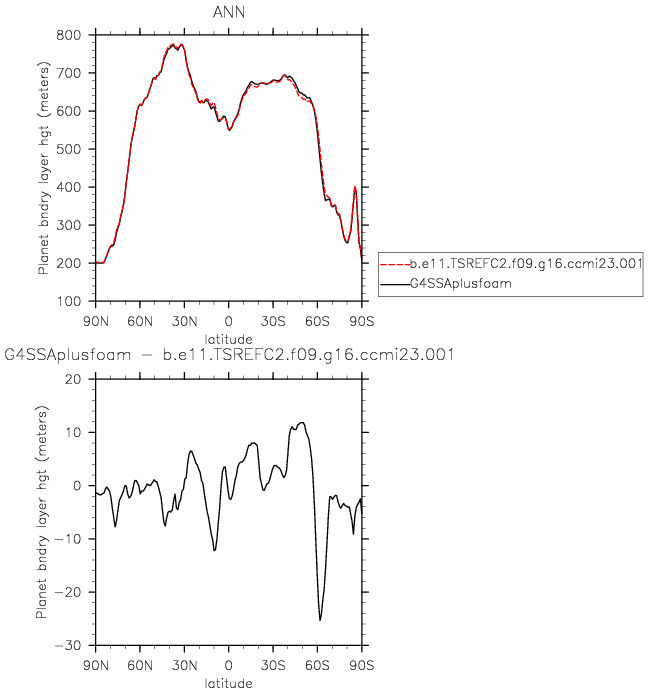 ANN
Planet bndry layer hgt (meters)
800
700
600
500
400
300
200
100
90N 60N 30N 0 30S 60S 90S
latitude
b.e11.TSREFC2.f09.g16.ccmi23.001
G4SSAplusfoam
G4SSAplusfoam − b.e11.TSREFC2.f09.g16.ccmi23.001
Planet bndry layer hgt (meters)
20
10
0
−10
−20
−30
90N 60N 30N 0 30S 60S 90S
latitude